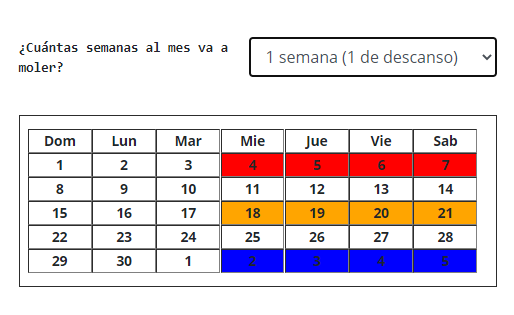 ¿Cuántas semanas al mes va a
moler?
1 semana (1 de descanso)
Dom Lun Mar Mie Jue Vie Sab
1 2 3 4 5 6 7
8 9 10 11 12 13 14
15 16 17 18 19 20 21
22 23 24 25 26 27 28
29 30 1 2 3 4 5